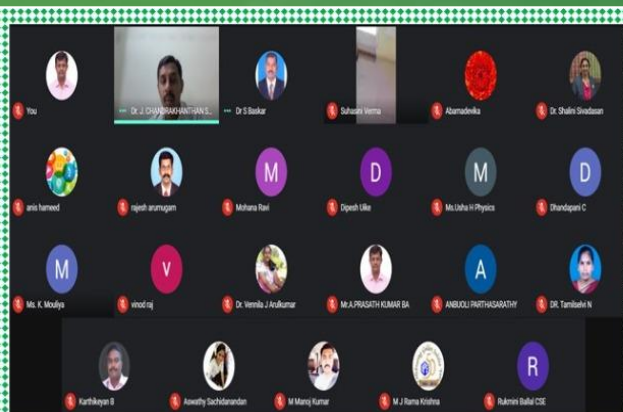 You
Dr. J. CHANDRAKHANTHAN S...
Dr S Baskar
Suhasini Verma
Abarnadevika
Dr. Shalini Sivadasan
anis hameed
rajesh arumugam
M
Mohana Ravi
D
Dipesh Uike
M
Ms.Usha H Physics
D
Dhandapani C
M
Ms. K. Mouliya
V
vinod raj
Dr. Vennila J Arulkumar
Mr.A.PRASATH KUMAR BA
A
ANBUOLI PARTHASARATHY
DR. Tamilselvi N
Karthikeyan B
Aswathy Sachidanandan
M Manoj Kumar
M J Rama Krishna
R
Rukmini Ballal CSE